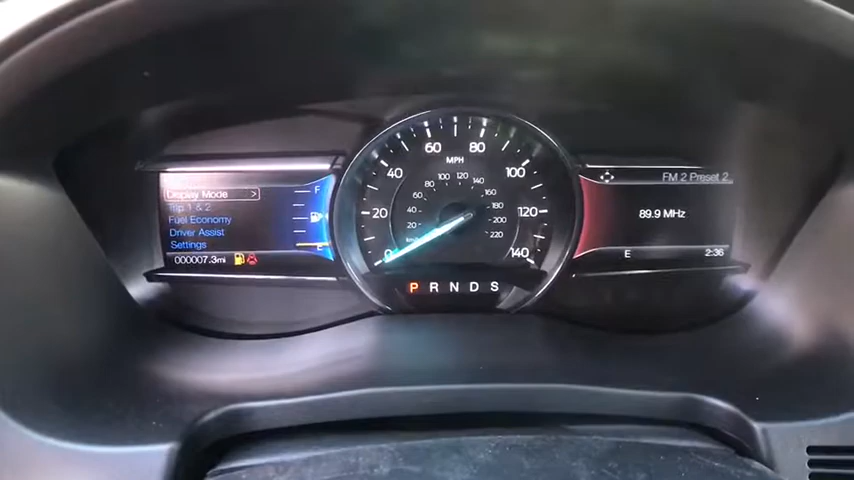 Display Mode >
Trip 1 & 2
Fuel Economy
Driver Assist
Settings
000007.3mi
F
E
MPH
0
20
40
60
80
100
120
140
20
40
60
80
100
120
140
160
180
200
220
P R N D S
FM 2 Preset 2
89.9 MHz
E
2:36